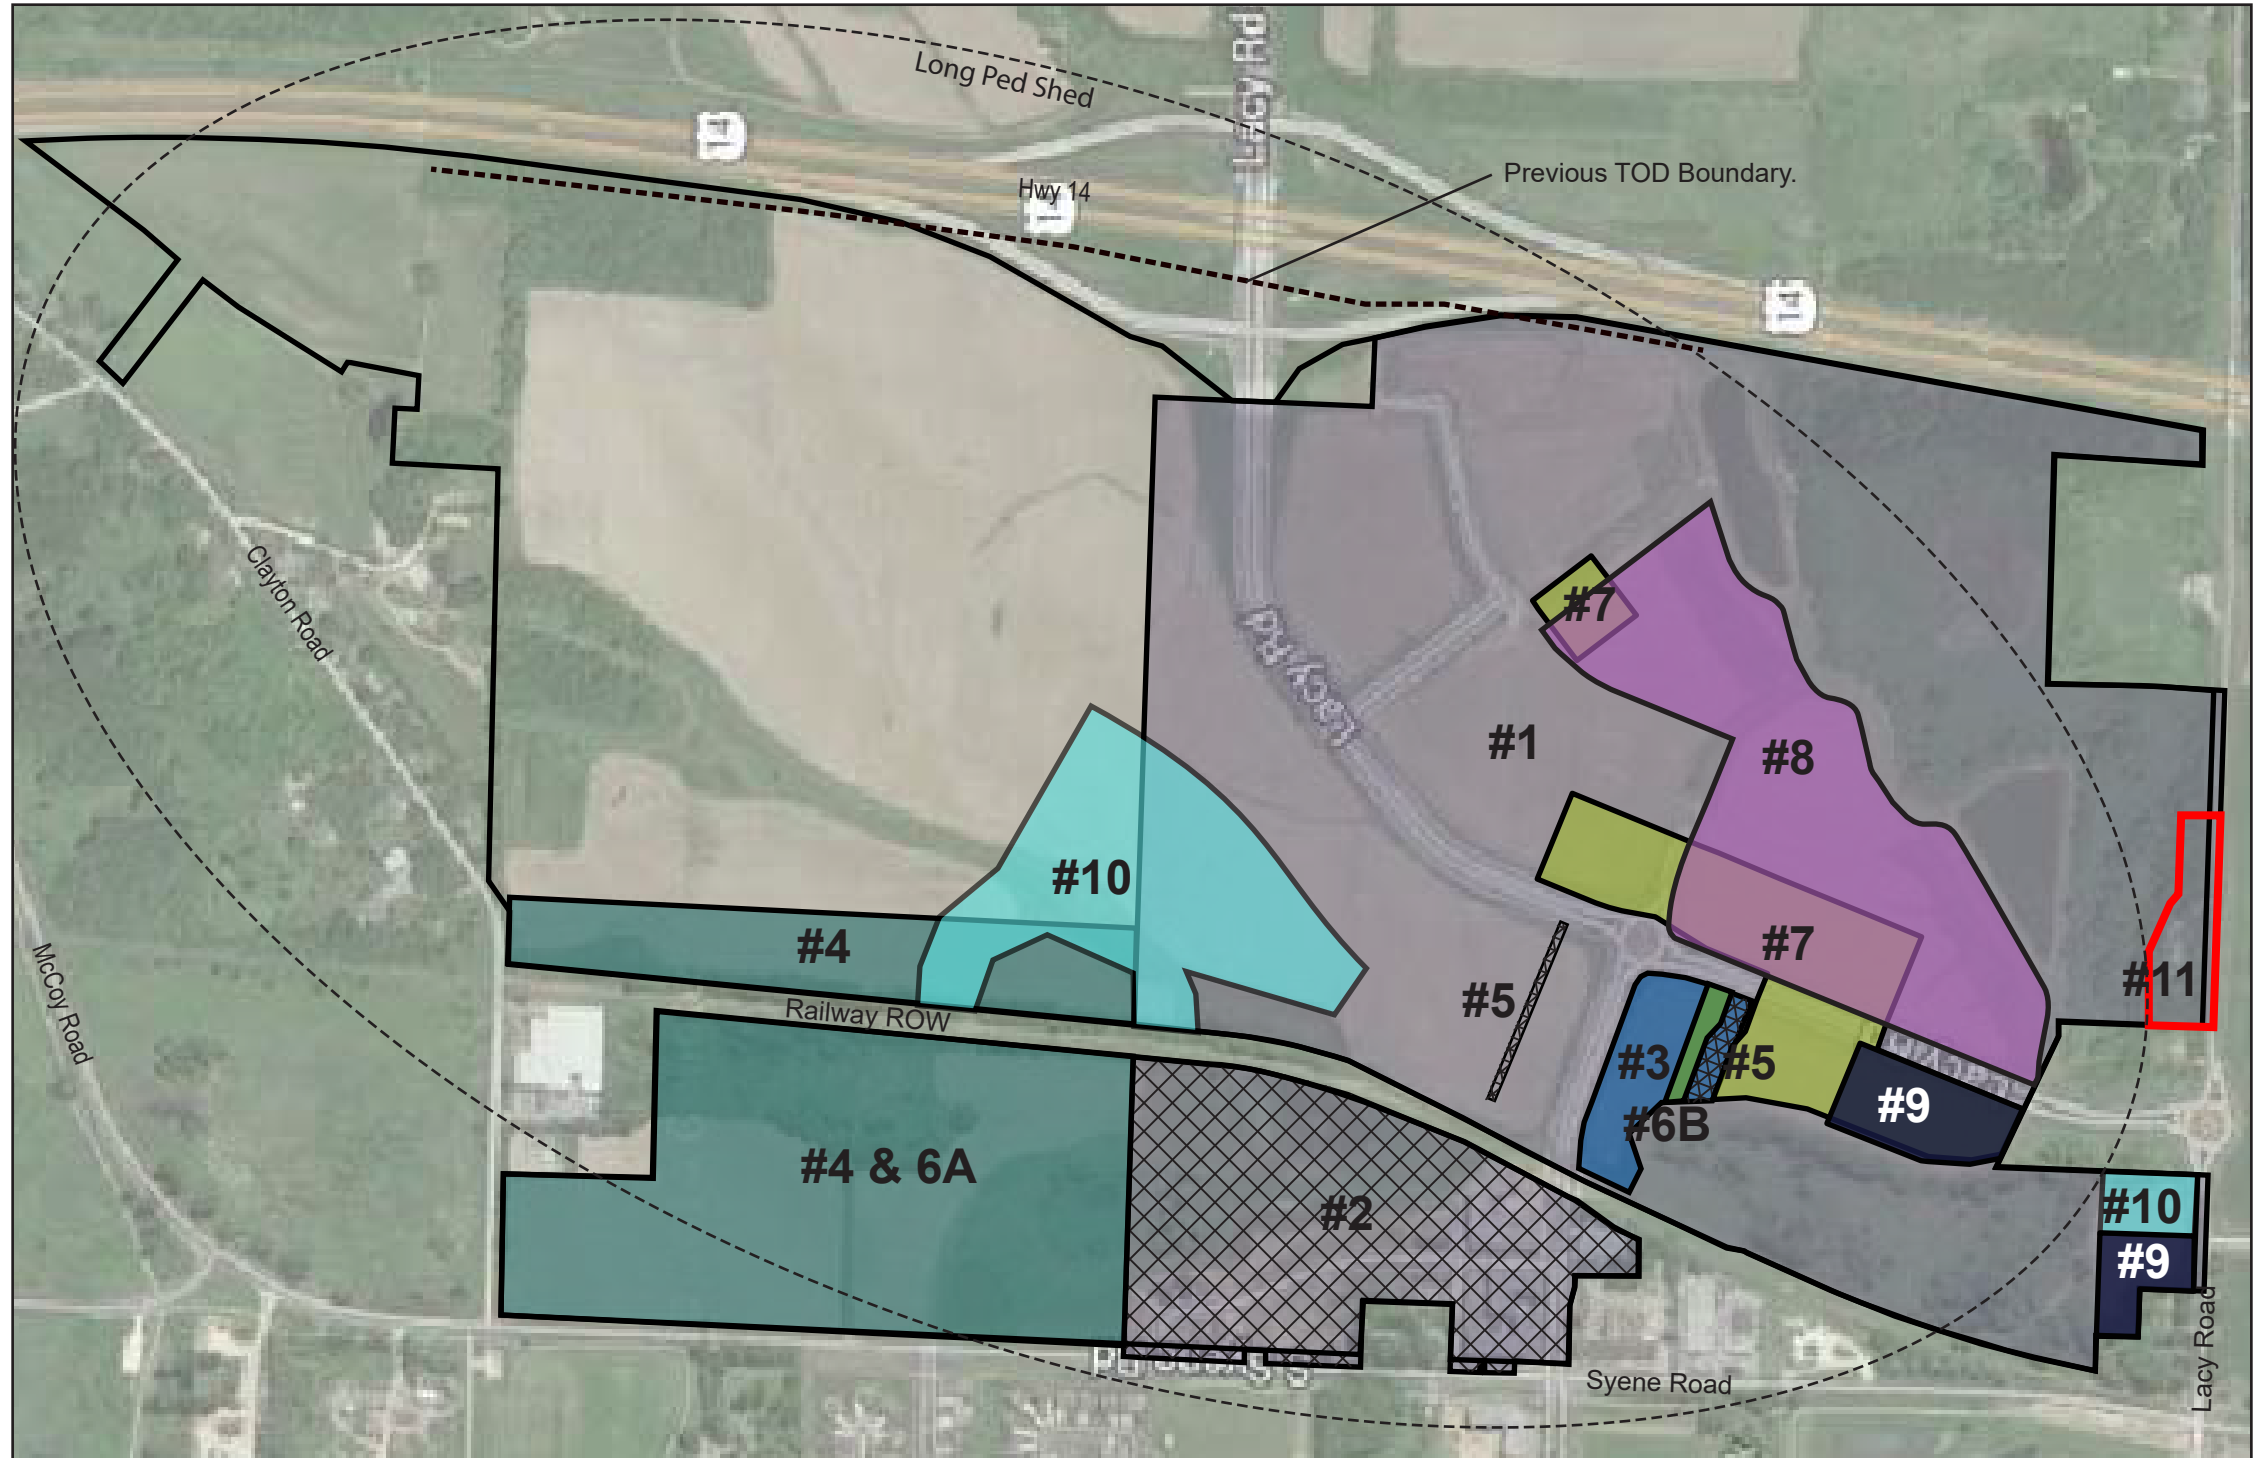 Long Ped Shed
Lacy Rd
14
Hwy 14
14
Previous TOD Boundary.
14
Clayton Road
Lacy Rd
#7
#1
#8
#10
#4
#7
McCoy Road
#5
#11
Railway ROW
#3
#5
#9
#6B
#4 & 6A
#2
#10
#9
Syene Road
Lacy Road